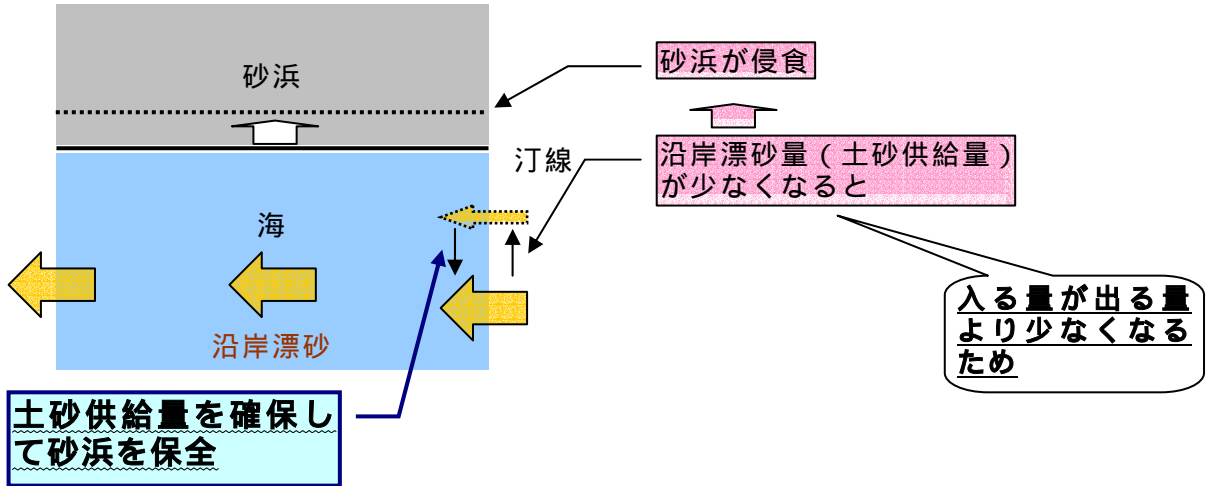 砂浜
砂浜が侵食
汀線
沿岸漂砂量（土砂供給量）
が少なくなると
海
沿岸漂砂
入る量が出る量
より少なくなる
ため
土砂供給量を確保し
て砂浜を保全